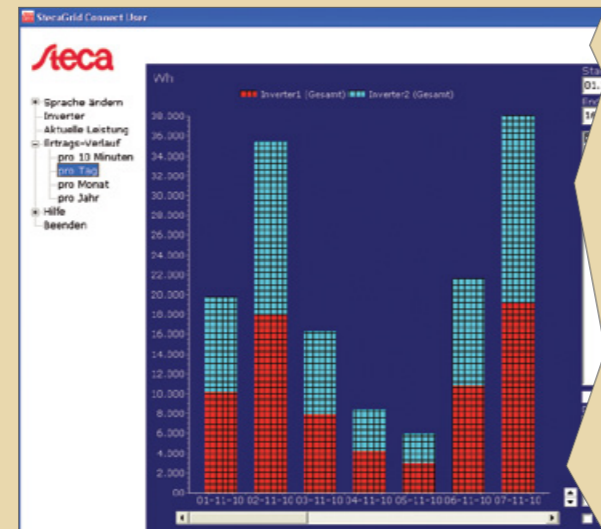 StecaGrid Connect User
Steca
Sprache ändern
Inverter
Aktuelle Leistung
Ertrags-Verlauf
pro 10 Minuten
pro Tag
pro Monat
pro Jahr
Hilfe
Beenden
Wh
Inverter1 (Gesamt) Inverter2 (Gesamt)
38.000
36.000
34.000
32.000
30.000
28.000
26.000
24.000
22.000
20.000
18.000
16.000
14.000
12.000
10.000
8.000
6.000
4.000
2.000
00
01-11-10 02-11-10 03-11-10 04-11-10 05-11-10 06-11-10 07-11-10
Sta
01.